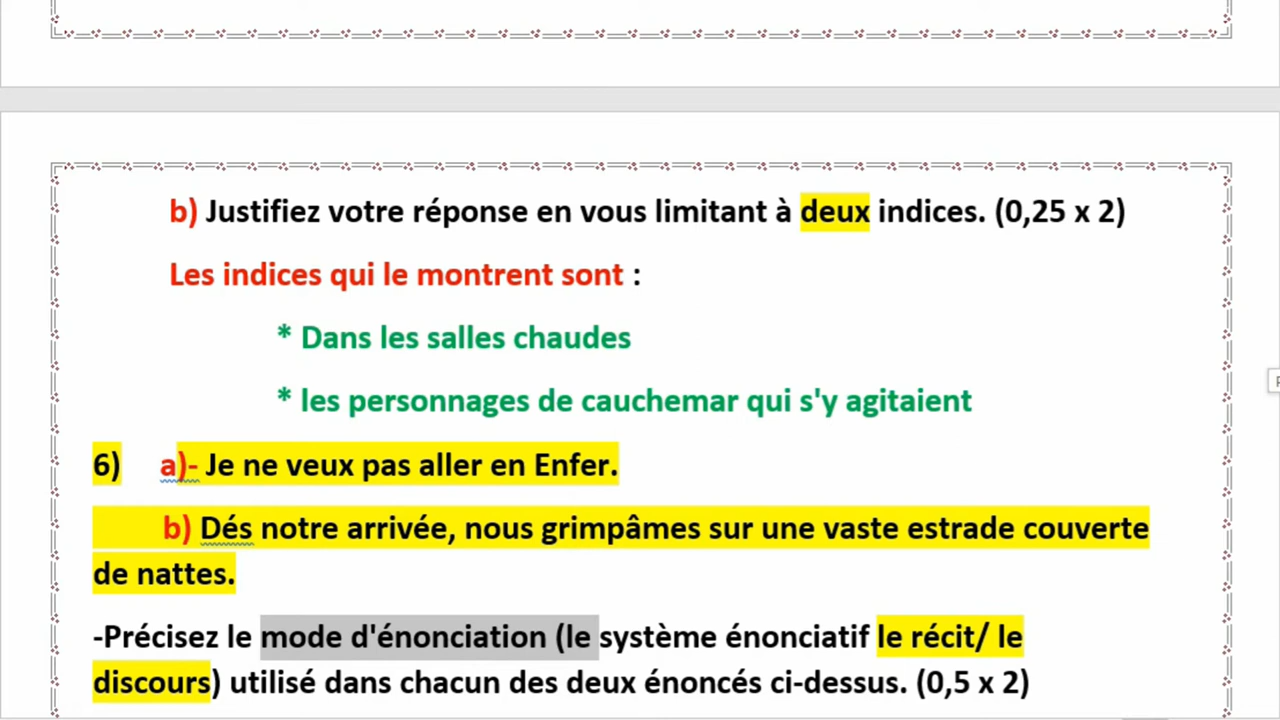 b) Justifiez votre réponse en vous limitant à deux indices. (0,25 x 2)
Les indices qui le montrent sont :
* Dans les salles chaudes
* les personnages de cauchemar qui s'y agitaient
6) a)- Je ne veux pas aller en Enfer.
b) Dés notre arrivée, nous grimpâmes sur une vaste estrade couverte
de nattes.
-Précisez le mode d'énonciation (le système énonciatif le récit/ le
discours) utilisé dans chacun des deux énoncés ci-dessus. (0,5 x 2)